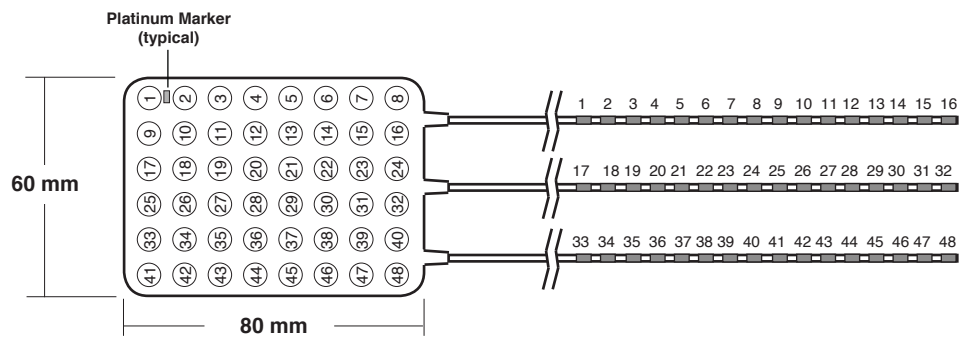 Platinum Marker
(typical)
1 2 3 4 5 6 7 8
9 10 11 12 13 14 15 16
17 18 19 20 21 22 23 24
25 26 27 28 29 30 31 32
33 34 35 36 37 38 39 40
41 42 43 44 45 46 47 48
60 mm
80 mm
1 2 3 4 5 6 7 8 9 10 11 12 13 14 15 16
17 18 19 20 21 22 23 24 25 26 27 28 29 30 31 32
33 34 35 36 37 38 39 40 41 42 43 44 45 46 47 48